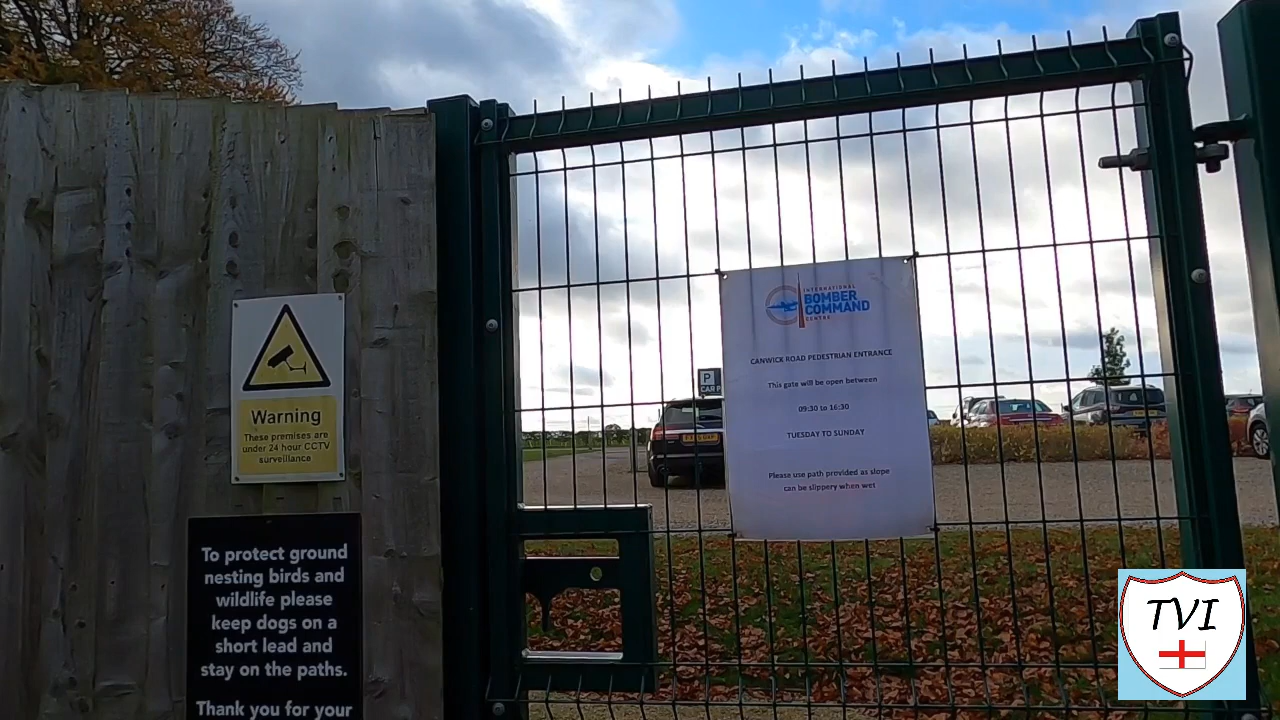 Warning
These premises are
under 24 hour CCTV
surveillance
To protect ground
nesting birds and
wildlife please
keep dogs on a
short lead and
stay on the paths.
Thank you for your
INTERNATIONAL
BOMBER
COMMAND
CENTRE
CANWICK ROAD PEDESTRIAN ENTRANCE
This gate will be open between
09:30 to 16:30
TUESDAY TO SUNDAY
Please use path provided as slope
can be slippery when wet
P
CAR P
TVI